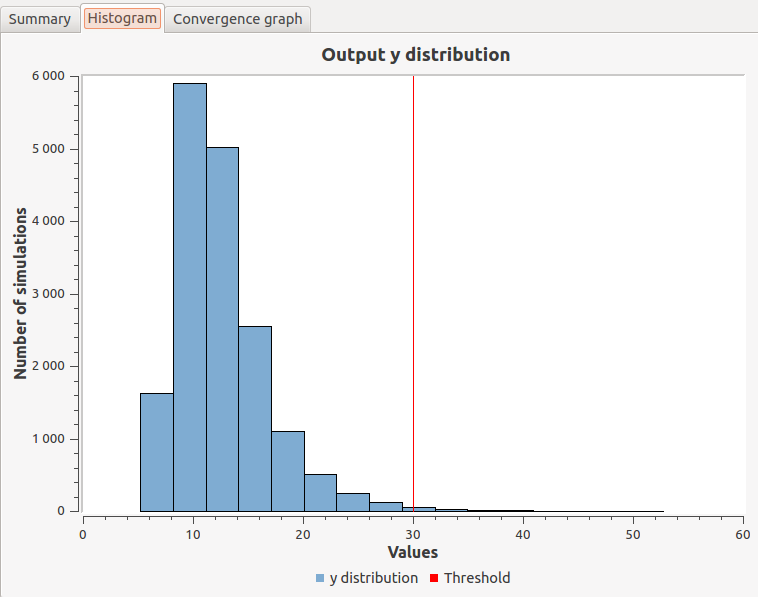 Summary Histogram Convergence graph
Output y distribution
Number of simulations
6 000
5 000
4 000
3 000
2 000
1 000
0
0 10 20 30 40 50 60
Values
y distribution Threshold